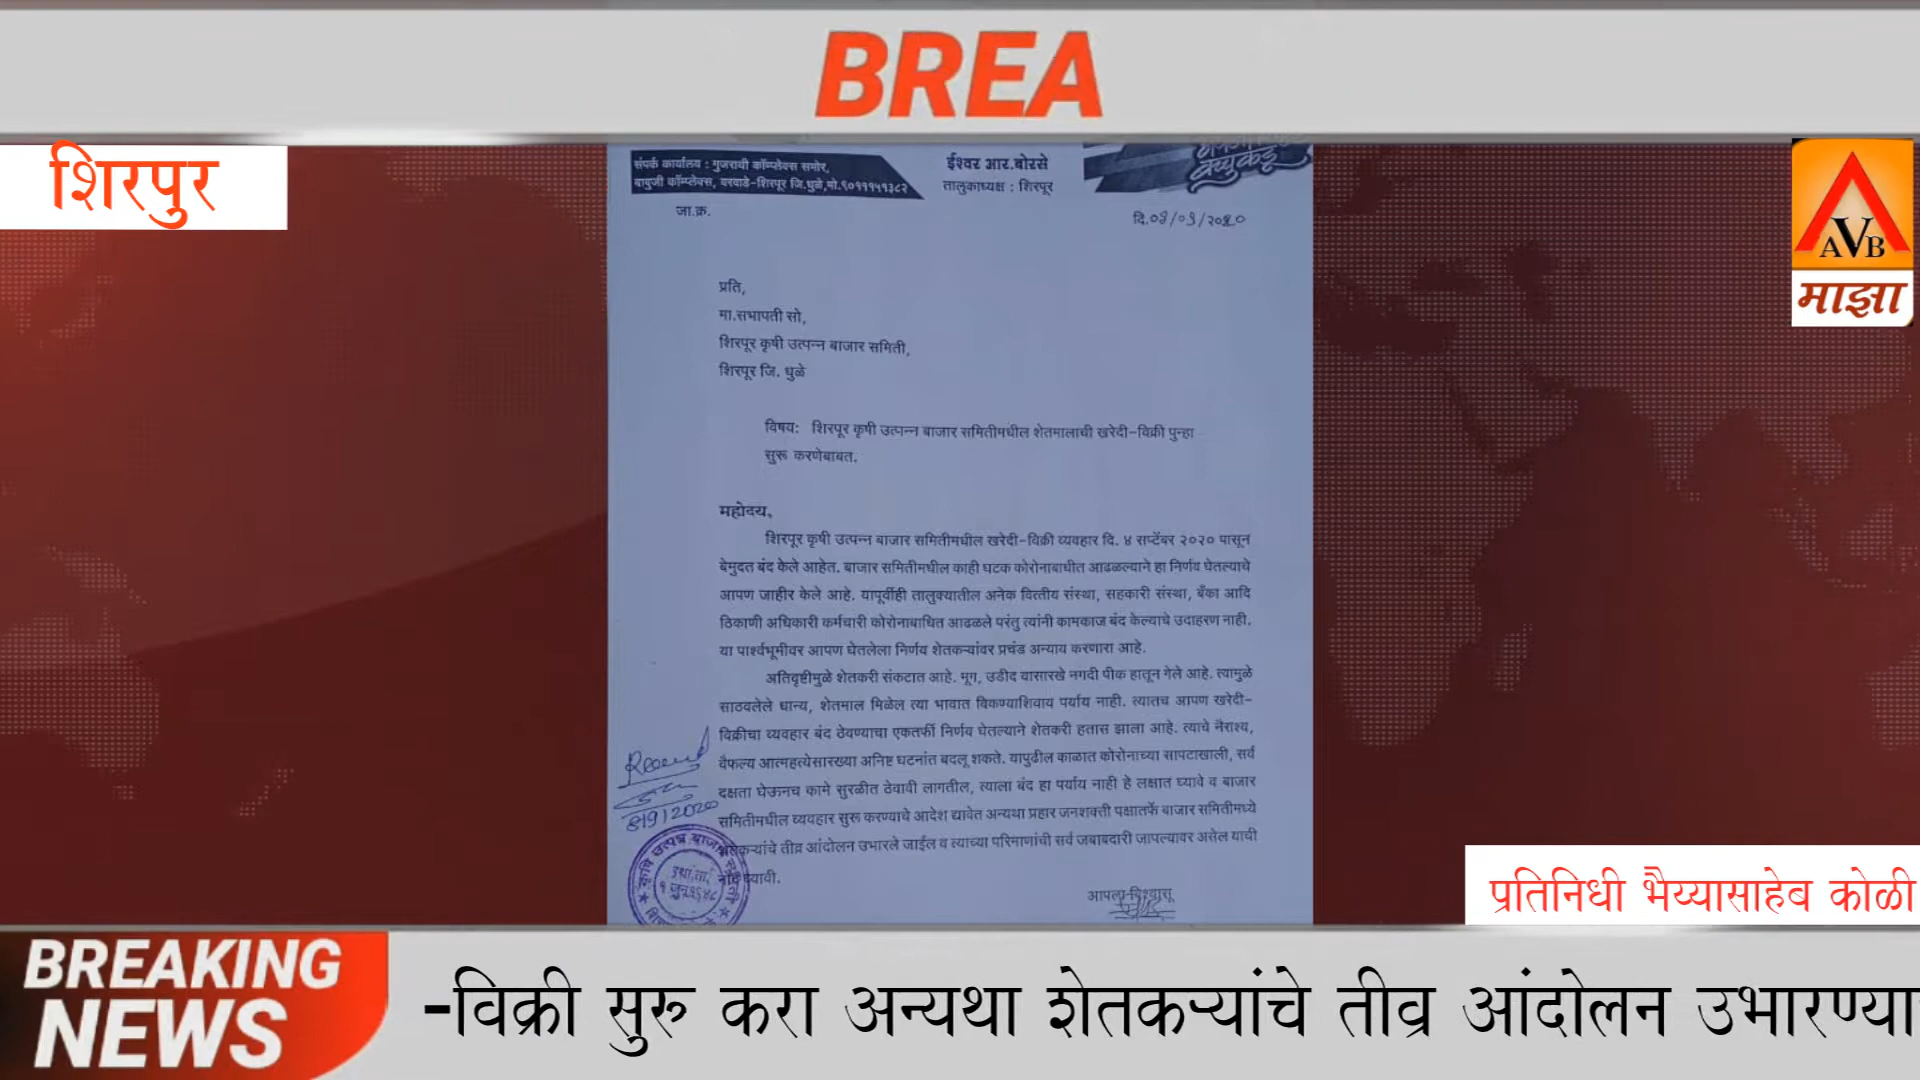 BREA
शिरपुर
संपर्क कार्यालय : गुजराथी कॉम्प्लेक्स समोर,
बापुजी कॉम्प्लेक्स, वरवाडे-शिरपूर जि.धुळे,मो.९०१११५१३८२
ईश्वर आर.बोरसे
तालुकाध्यक्ष : शिरपूर
बच्चु कडू
जा.क्र.
AVB
माझा
प्रति,
मा.सभापती सो,
शिरपूर कृषी उत्पन्न बाजार समिती,
शिरपूर जि. धुळे
विषय: शिरपूर कृषी उत्पन्न बाजार समितीमधील शेतमालाची खरेदी-विक्री पुन्हा
सुरू करणेबाबत.
महोदय,
शिरपूर कृषी उत्पन्न बाजार समितीमधील खरेदी-विक्री व्यवहार दि. ४ सप्टेंबर २०२० पासून
बेमुदत बंद केले आहेत. बाजार समितीमधील काही घटक कोरोनाबाधीत आढळल्याने हा निर्णय घेतल्याचे
आपण जाहीर केले आहे. यापूर्वीही तालुक्यातील अनेक वित्तीय संस्था, सहकारी संस्था, बँका आदि
ठिकाणी अधिकारी कर्मचारी कोरोनाबाधित आढळले परंतु त्यांनी कामकाज बंद केल्याचे उदाहरण नाही.
या पार्श्वभूमीवर आपण घेतलेला निर्णय शेतकऱ्यांवर प्रचंड अन्याय करणारा आहे.
अतिवृष्टीमुळे शेतकरी संकटात आहे. मूग, उडीद यासारखे नगदी पीक हातून गेले आहे. त्यामुळे
साठवलेले धान्य, शेतमाल मिळेल त्या भावात विकण्याशिवाय पर्याय नाही. त्यातच आपण खरेदी-
विक्रीचा व्यवहार बंद ठेवण्याचा एकतर्फी निर्णय घेतल्याने शेतकरी हतास झाला आहे. त्याचे नैराश्य,
वैफल्य आत्महत्येसारख्या अनिष्ट घटनांत बदलू शकते. यापुढील काळात कोरोनाच्या सापटाखाली, सर्व
दक्षता घेऊनच कामे सुरळीत ठेवावी लागतील, त्याला बंद हा पर्याय नाही हे लक्षात घ्यावे व बाजार
समितीमधील व्यवहार सुरू करण्याचे आदेश द्यावेत अन्यथा प्रहार जनशक्ती पक्षातर्फे बाजार समितीमध्ये
शेतकऱ्यांचे तीव्र आंदोलन उभारले जाईल व त्याच्या परिमाणांची सर्व जबाबदारी आपल्यावर असेल याची
नोंद घ्यावी.
आपला विश्वासू
प्रतिनिधी भैय्यासाहेब कोळी
BREAKING
NEWS
-विक्री सुरु करा अन्यथा शेतकऱ्यांचे तीव्र आंदोलन उभारण्या